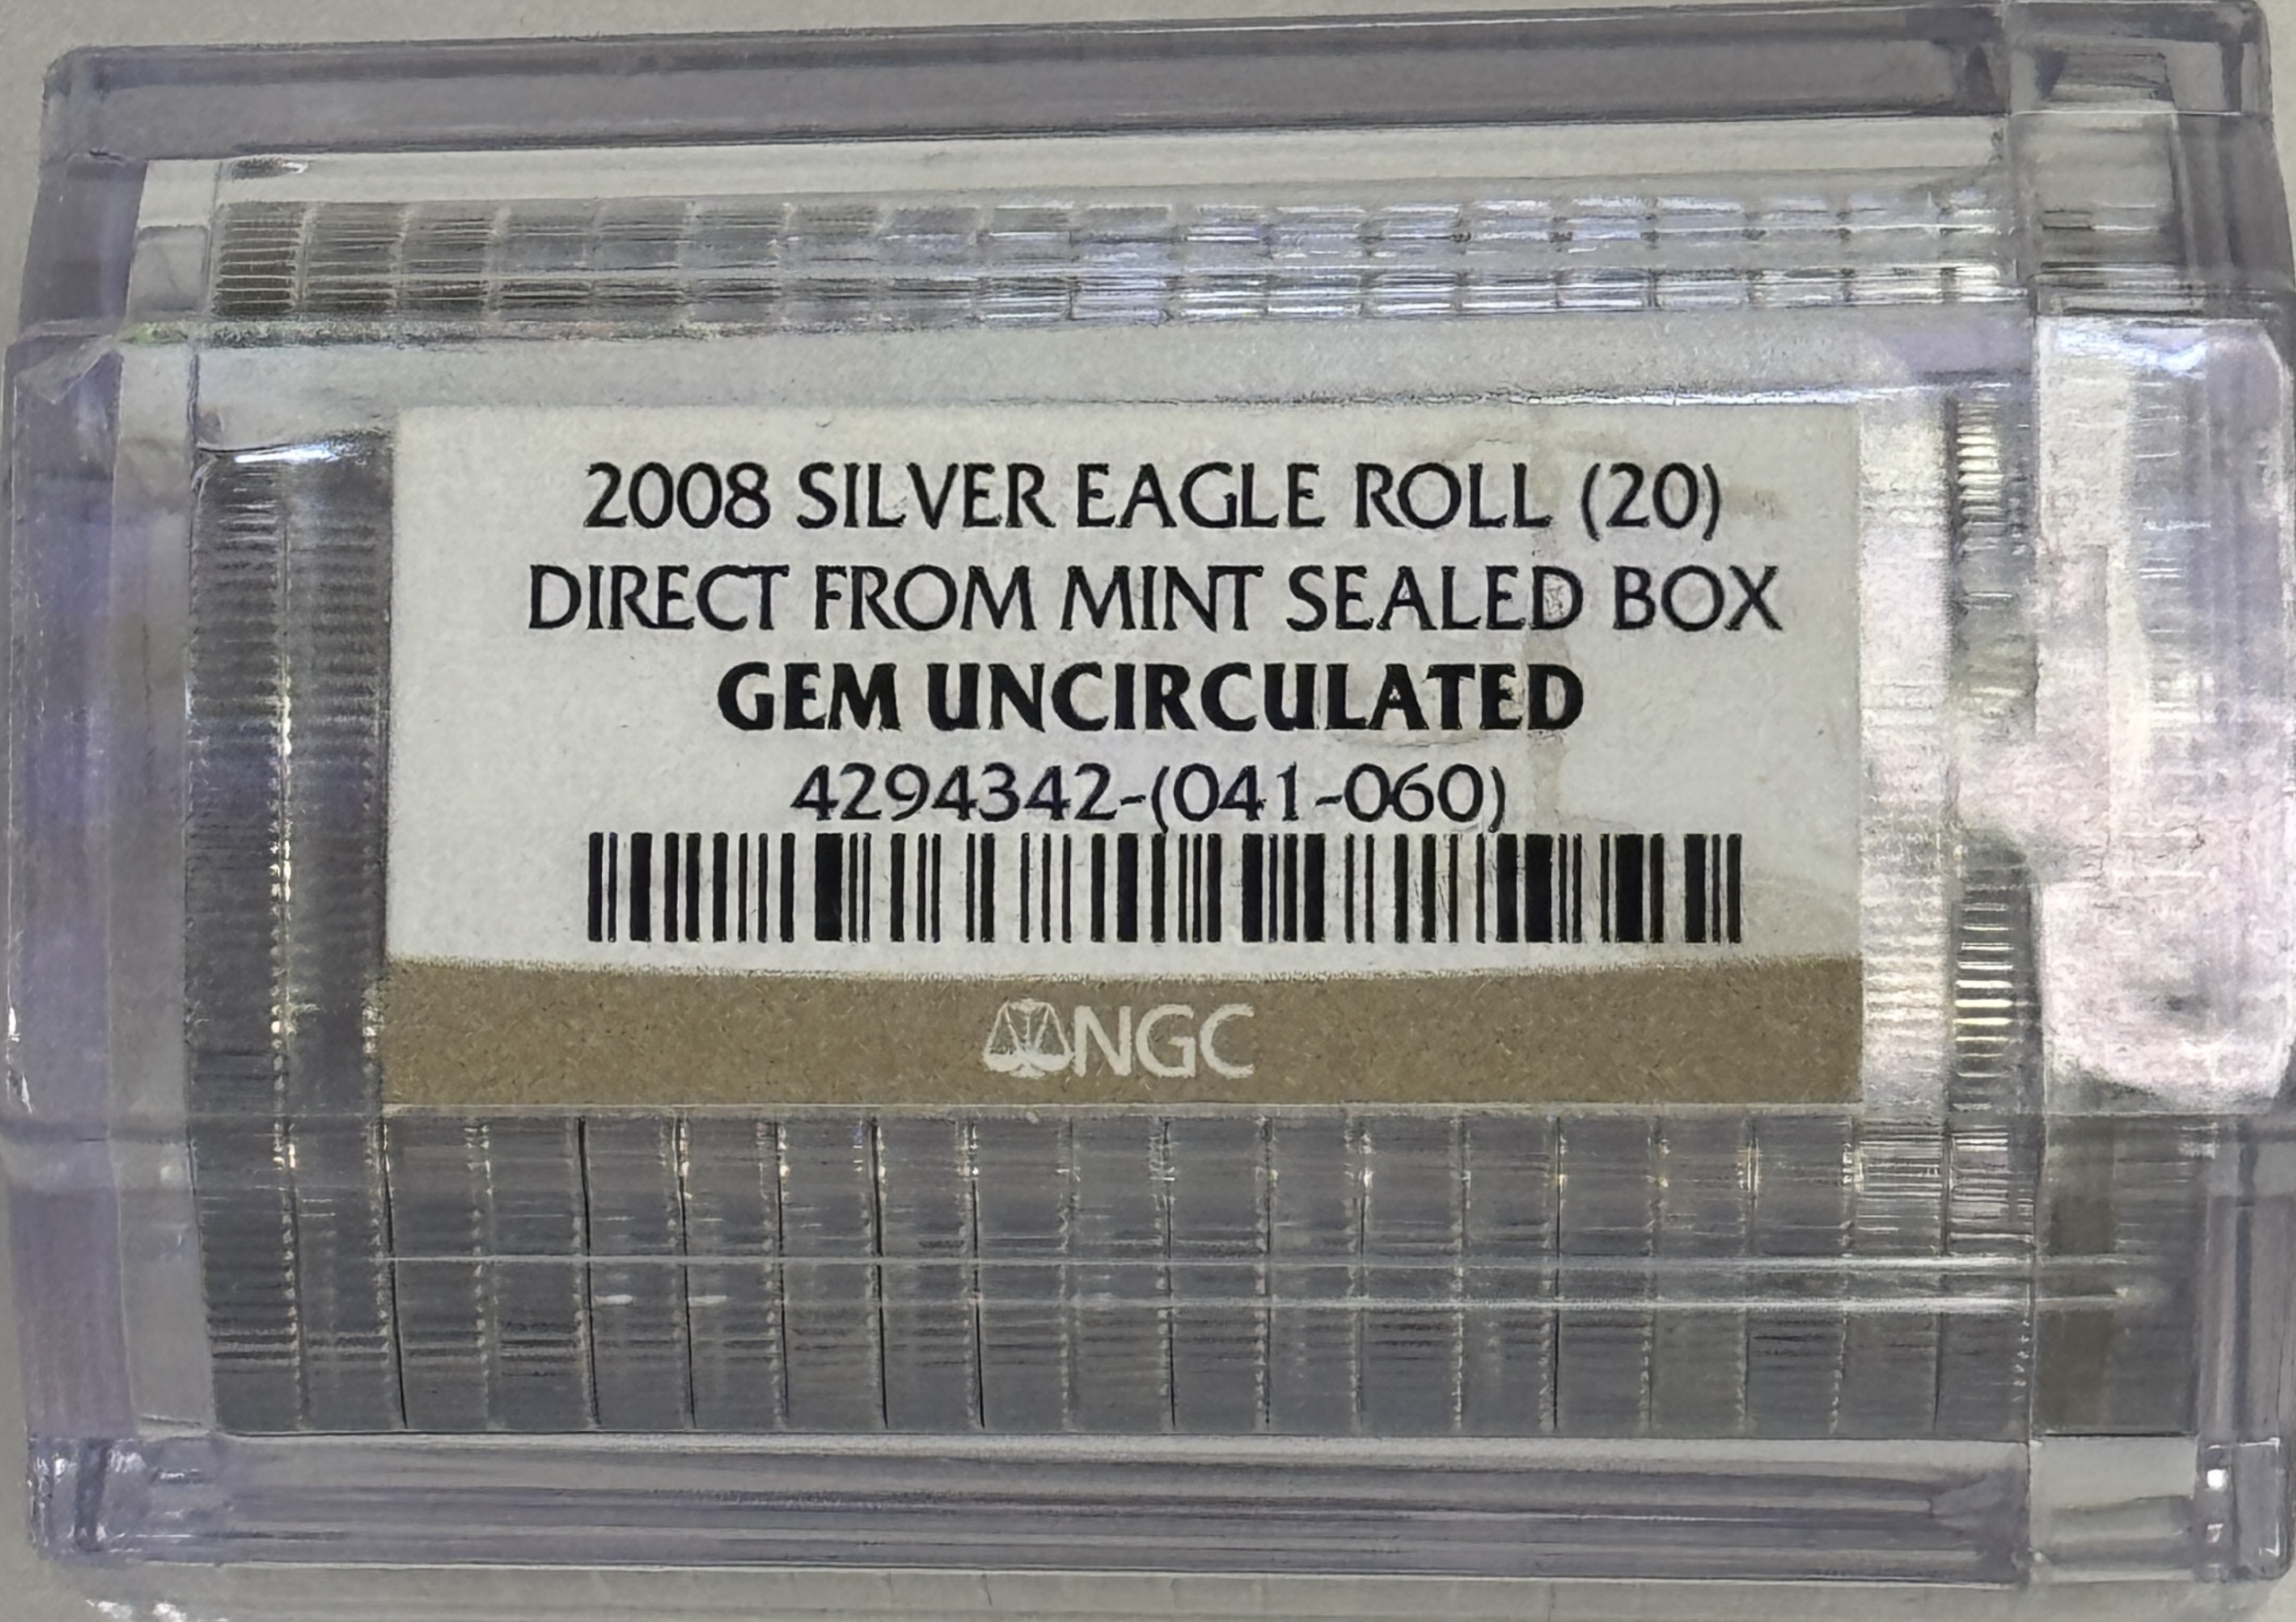 2008 SILVER EAGLE ROLL (20)
DIRECT FROM MINT SEALED BOX
GEM UNCIRCULATED
4294342-(041-060)
NGC